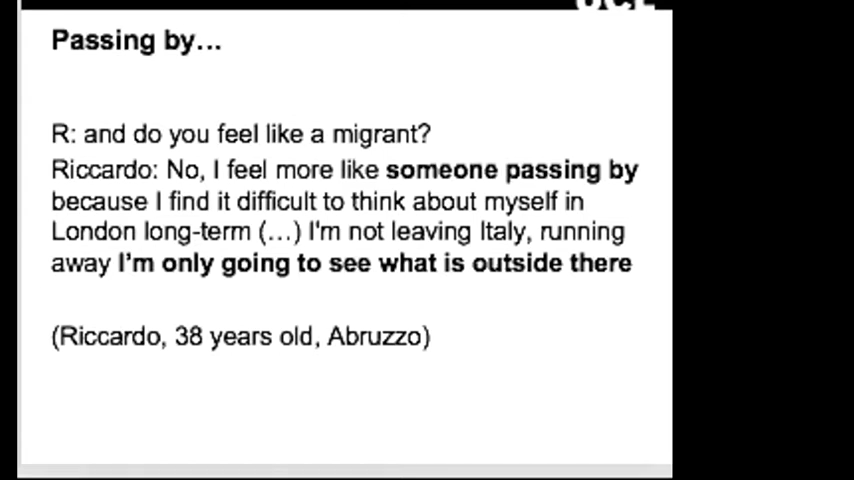 Passing by...
R: and do you feel like a migrant?
Riccardo: No, I feel more like someone passing by
because I find it difficult to think about myself in
London long-term (...) I'm not leaving Italy, running
away I'm only going to see what is outside there
(Riccardo, 38 years old, Abruzzo)